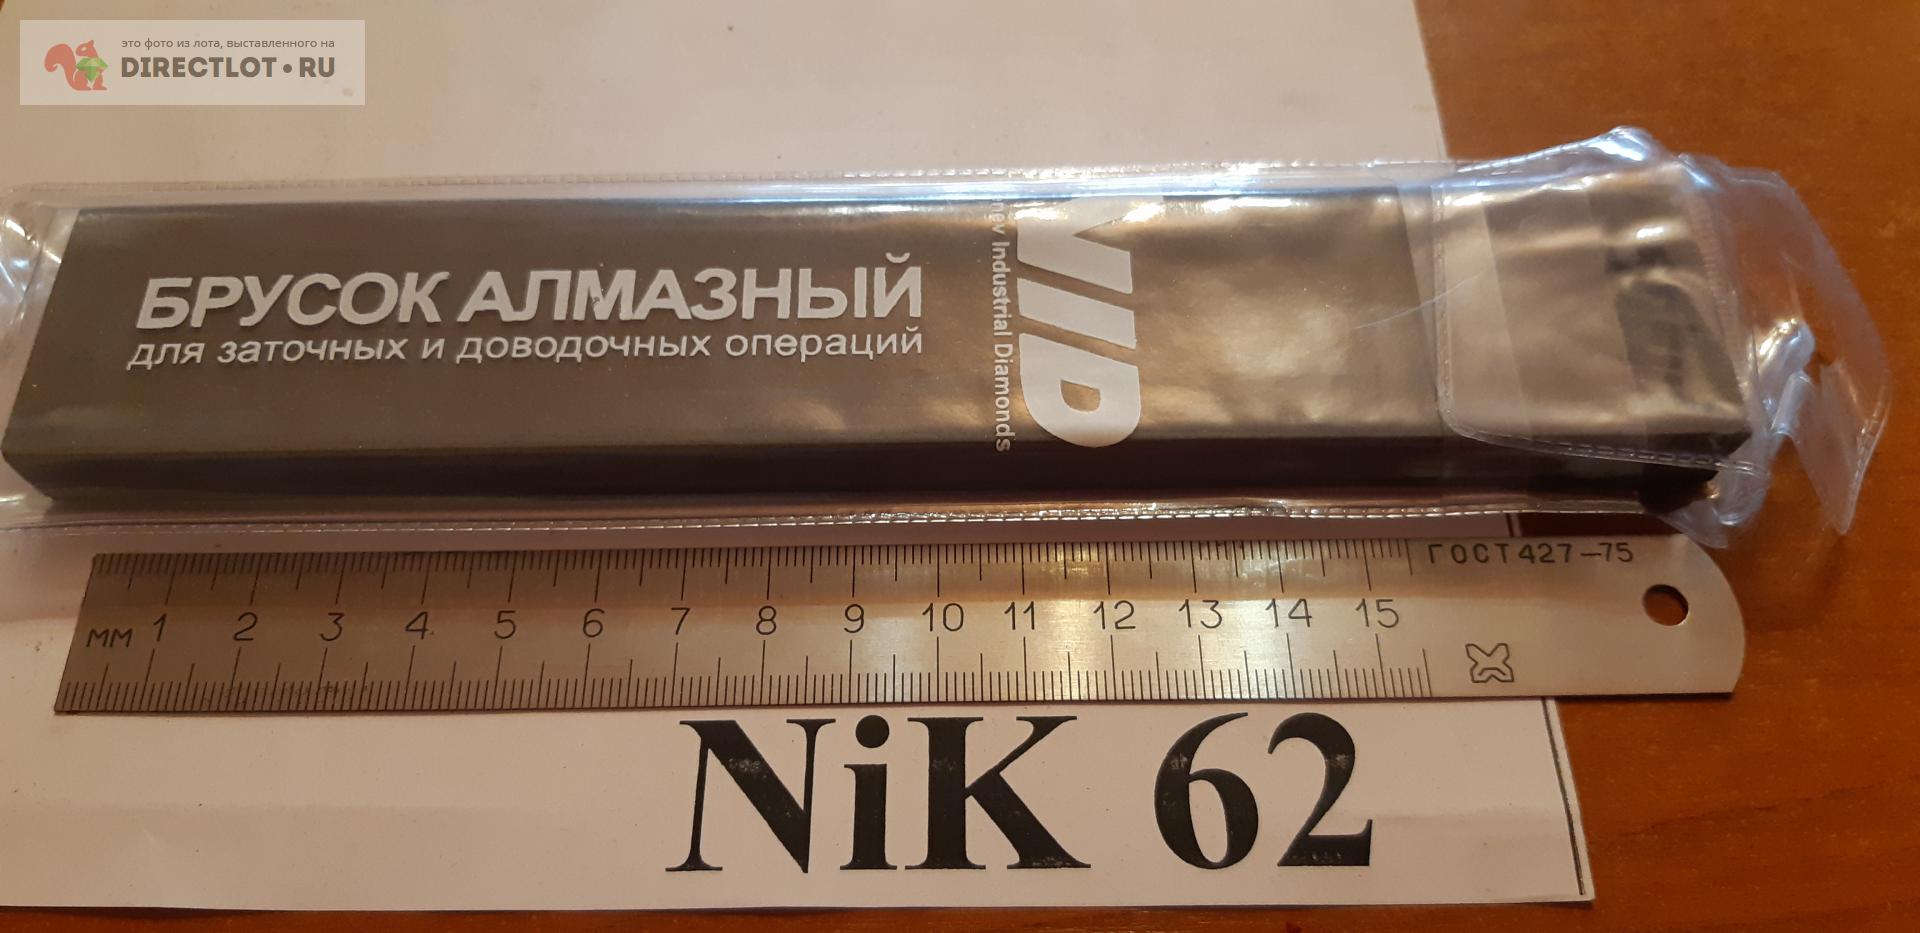 это фото из лота, выставленного на
DIRECTLOT•RU
БРУСОК АЛМАЗНЫЙ
для заточных и доводочных операций
Industrial Diamonds
VID
ГОСТ 427-75
мм 1 2 3 4 5 6 7 8 9 10 11 12 13 14 15
NiK 62